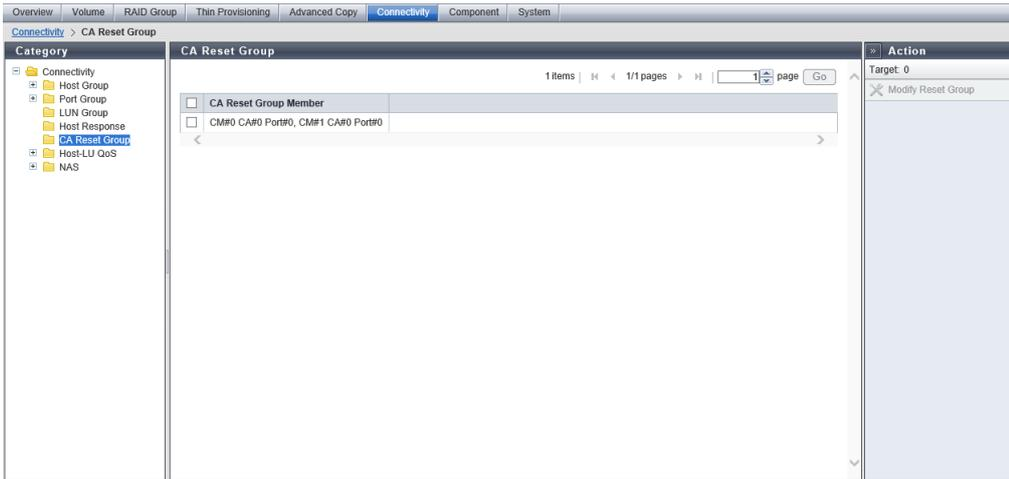 Overview Volume RAID Group Thin Provisioning Advanced Copy Connectivity Component System
Connectivity > CA Reset Group
Category
Connectivity
Host Group
Port Group
LUN Group
Host Response
CA Reset Group
Host-LU QoS
NAS
CA Reset Group
1 items | 1/1 pages | 1 page Go
CA Reset Group Member
CM#0 CA#0 Port#0, CM#1 CA#0 Port#0
» Action
Target: 0
Modify Reset Group